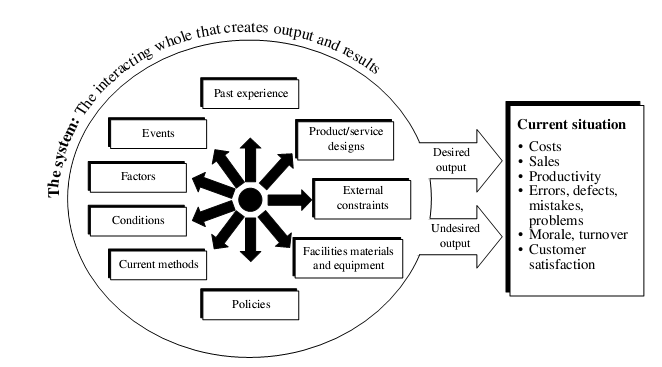 The system: The interacting whole that creates output and results
Past experience
Events
Product/service
designs
Factors
External
constraints
Conditions
Current methods
Facilities materials
and equipment
Policies
Desired
output
Undesired
output
Current situation
• Costs
• Sales
• Productivity
• Errors, defects,
mistakes,
problems
• Morale, turnover
• Customer
satisfaction